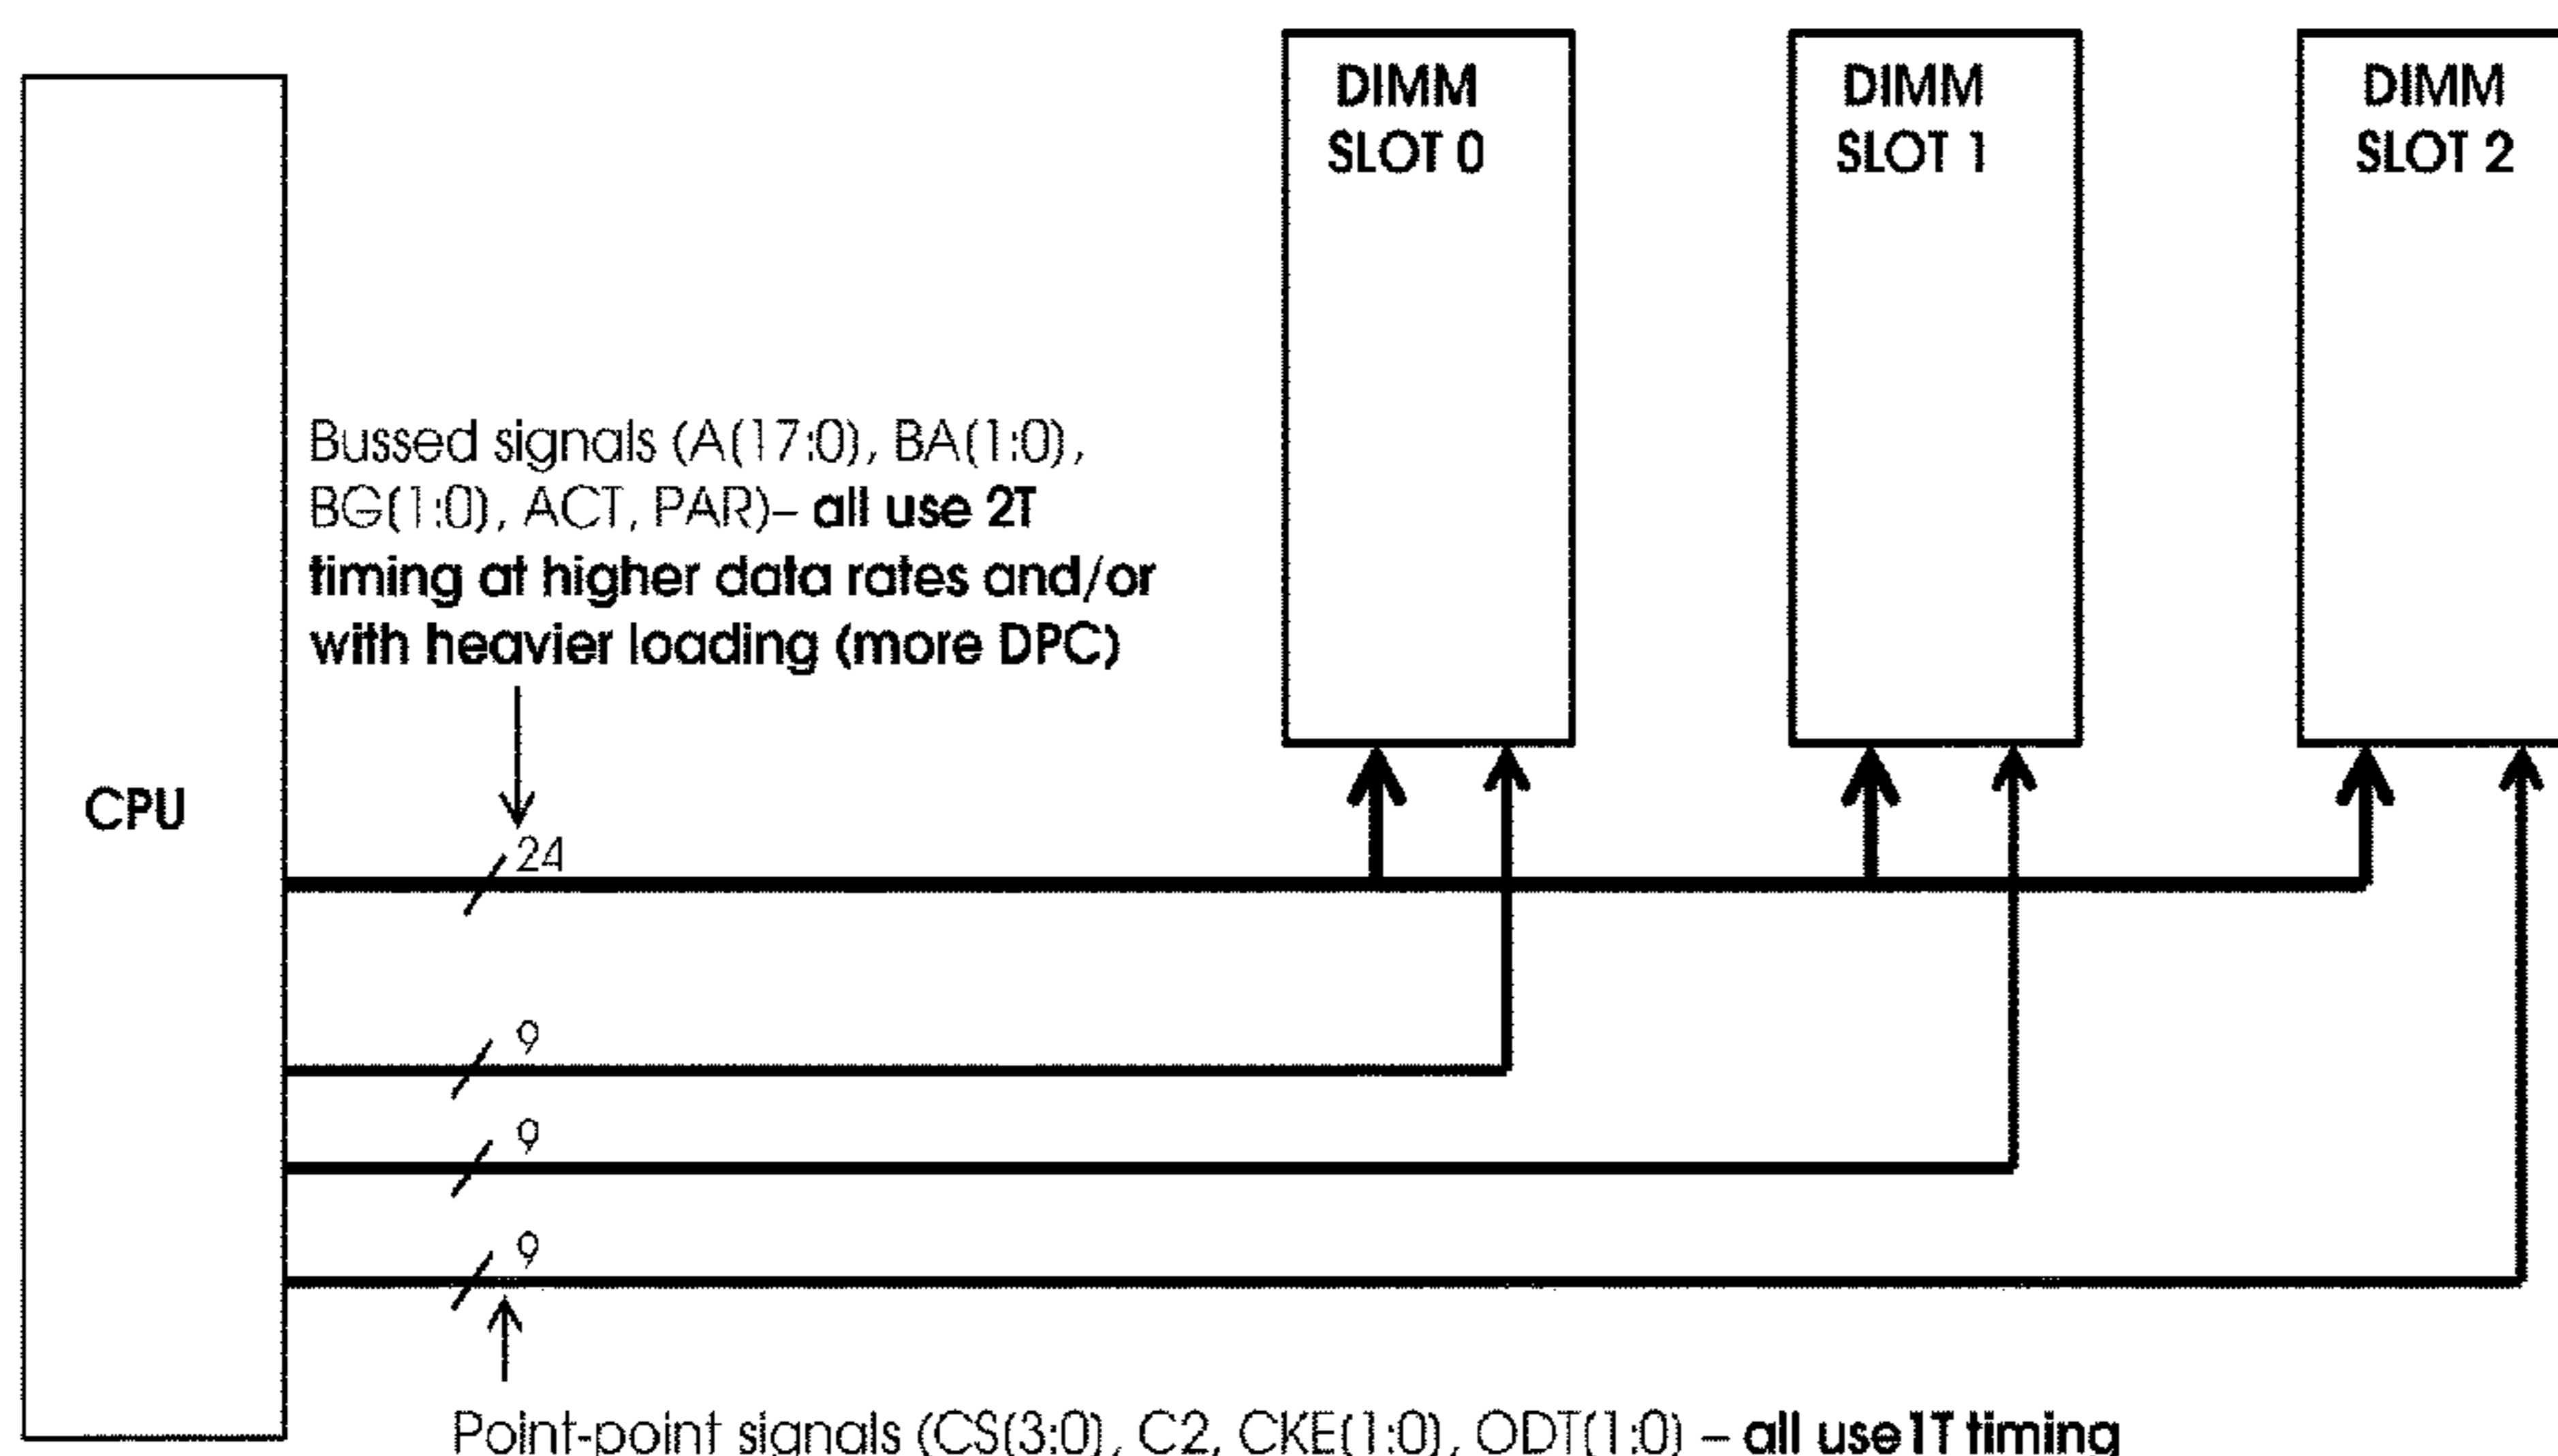 DIMM
SLOT 0
DIMM
SLOT 1
DIMM
SLOT 2
Bussed signals (A(17:0), BA(1:0),
BG(1:0), ACT, PAR)– all use 2T
timing at higher data rates and/or
with heavier loading (more DPC)
CPU
24
9
9
9
Point-point signals (CS(3:0), C2, CKE(1:0), ODT(1:0) – all use 1T timing